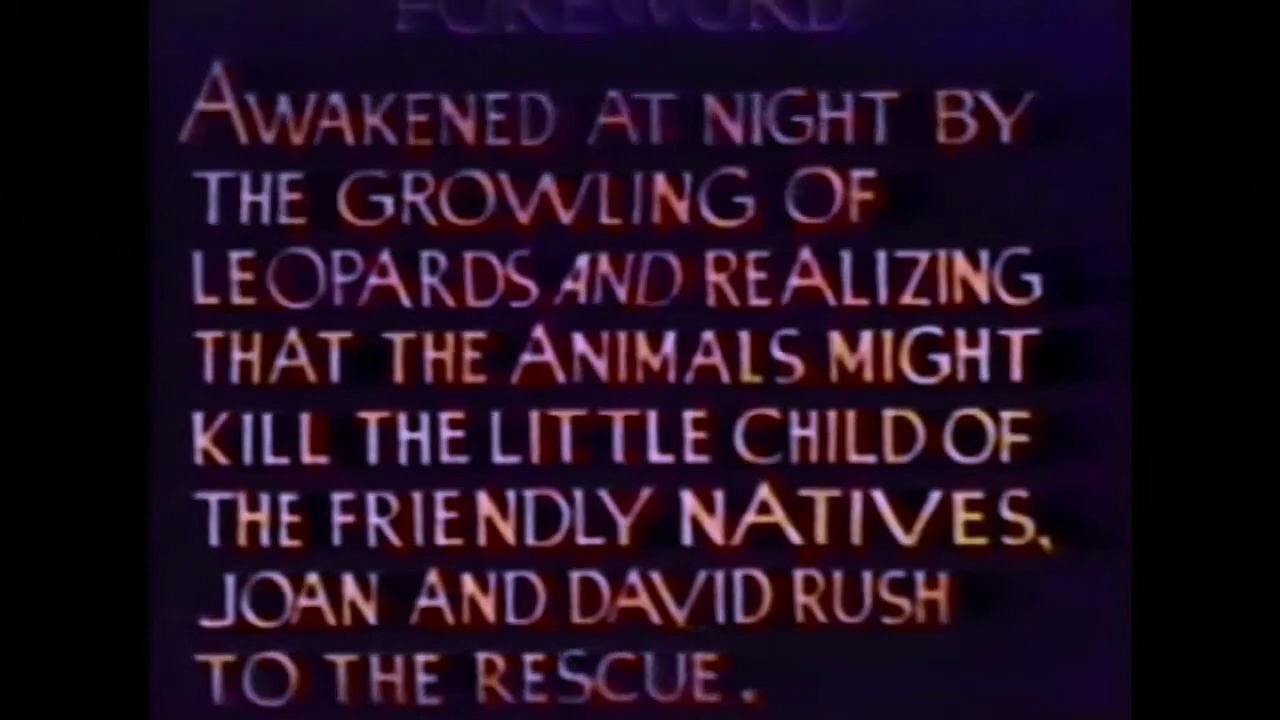 FOREWORD
AWAKENED AT NIGHT BY
THE GROWLING OF
LEOPARDS AND REALIZING
THAT THE ANIMALS MIGHT
KILL THE LITTLE CHILD OF
THE FRIENDLY NATIVES,
JOAN AND DAVID RUSH
TO THE RESCUE.